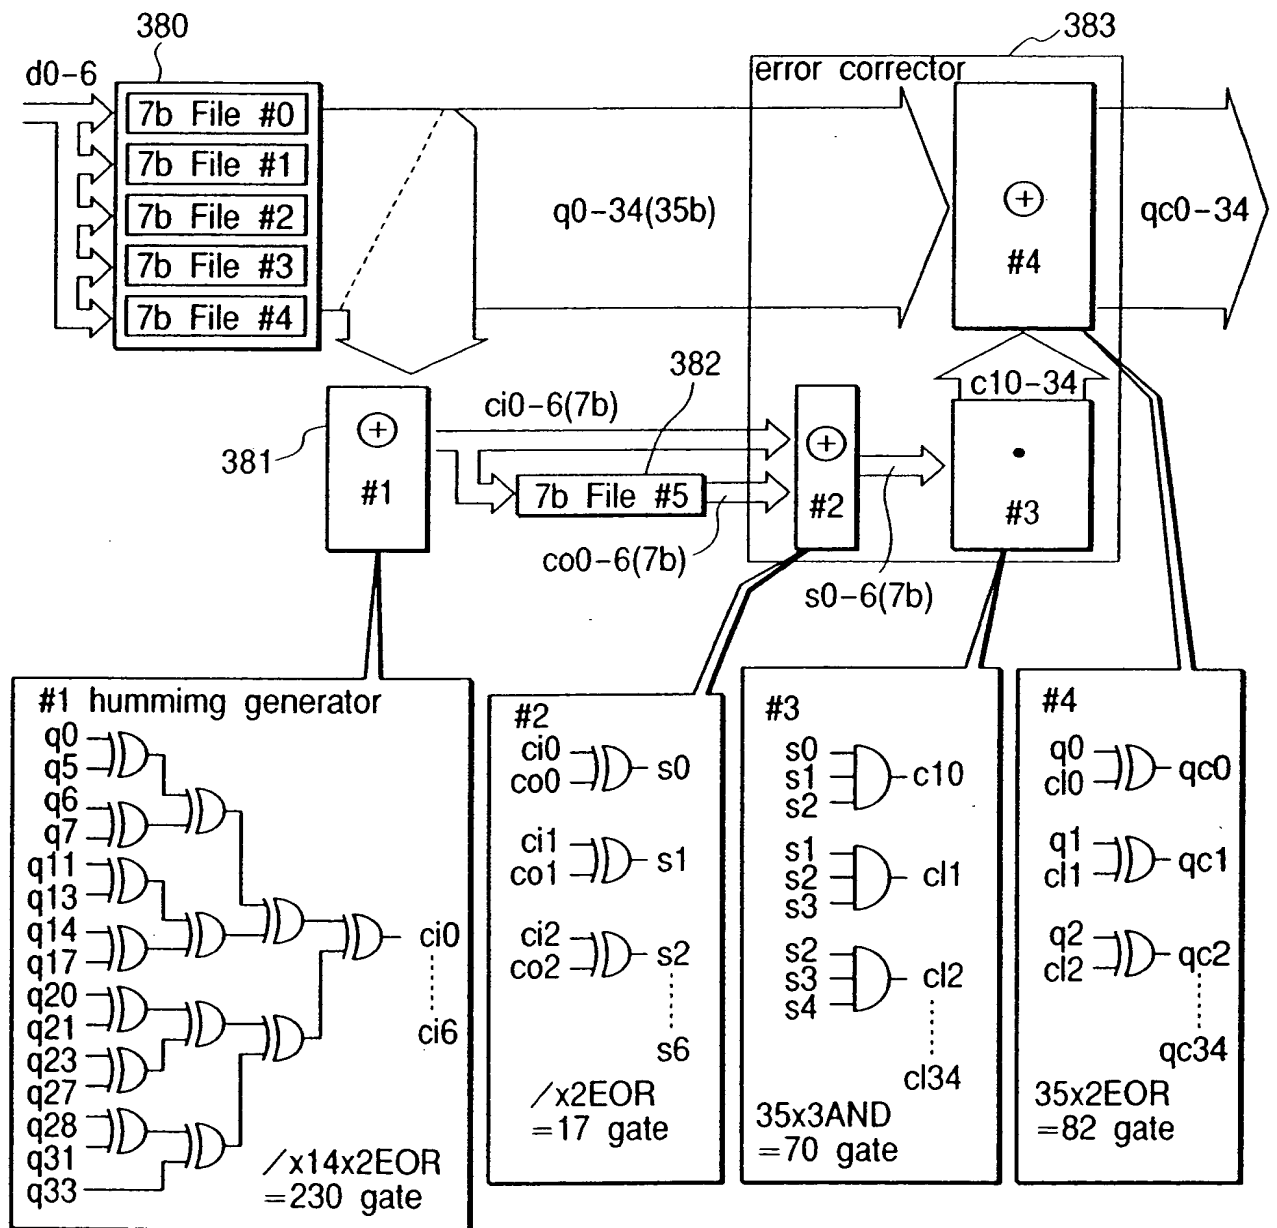 380
383
d0-6
error corrector
7b File #0
7b File #1
7b File #2
7b File #3
7b File #4
q0-34(35b)
#4
qc0-34
c10-34
382
ci0-6(7b)
381
#1
7b File #5
#2
#3
co0-6(7b)
s0-6(7b)
#1 hummimg generator
q0
q5
q6
q7
q11
q13
q14
q17
q20
q21
q23
q27
q28
q31
q33
ci0
ci6
/x14x2EOR
=230 gate
#2
ci0
co0
s0
ci1
co1
s1
ci2
co2
s2
s6
/x2EOR
=17 gate
#3
s0
s1
s2
c10
s1
s2
s3
cl1
s2
s3
s4
cl2
cl34
35x3AND
=70 gate
#4
q0
cl0
qc0
q1
cl1
qc1
q2
cl2
qc2
qc34
35x2EOR
=82 gate